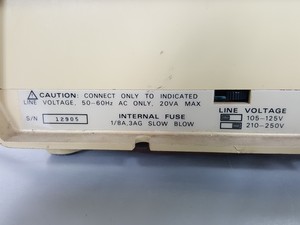 ⚠ CAUTION: CONNECT ONLY TO INDICATED
LINE VOLTAGE, 50-60Hz AC ONLY, 20VA MAX
S/N 12905
INTERNAL FUSE
1/8A, 3AG SLOW BLOW
LINE VOLTAGE
105-125V
210-250V